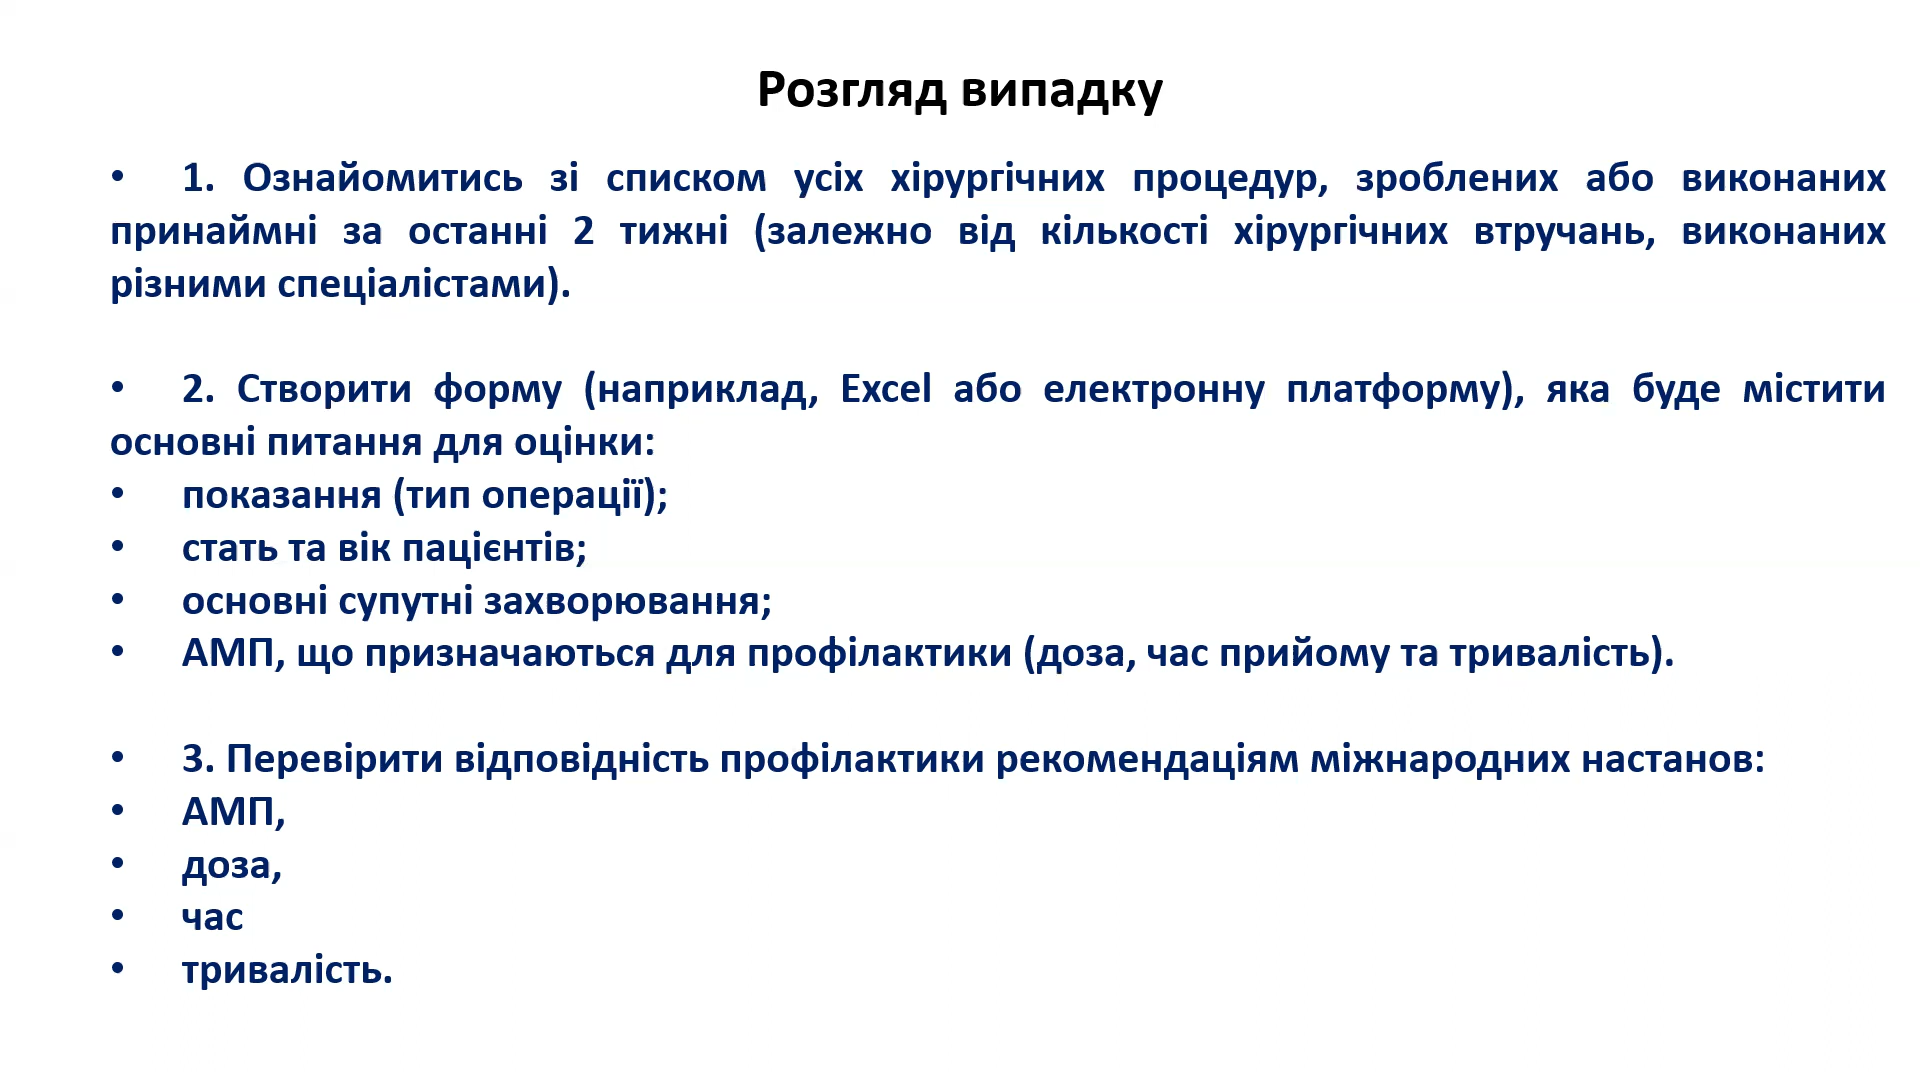 Розгляд випадку
• 1. Ознайомитись зі списком усіх хірургічних процедур, зроблених або виконаних
принаймні за останні 2 тижні (залежно від кількості хірургічних втручань, виконаних
різними спеціалістами).
• 2. Створити форму (наприклад, Excel або електронну платформу), яка буде містити
основні питання для оцінки:
• показання (тип операції);
• стать та вік пацієнтів;
• основні супутні захворювання;
• АМП, що призначаються для профілактики (доза, час прийому та тривалість).
• 3. Перевірити відповідність профілактики рекомендаціям міжнародних настанов:
• АМП,
• доза,
• час
• тривалість.